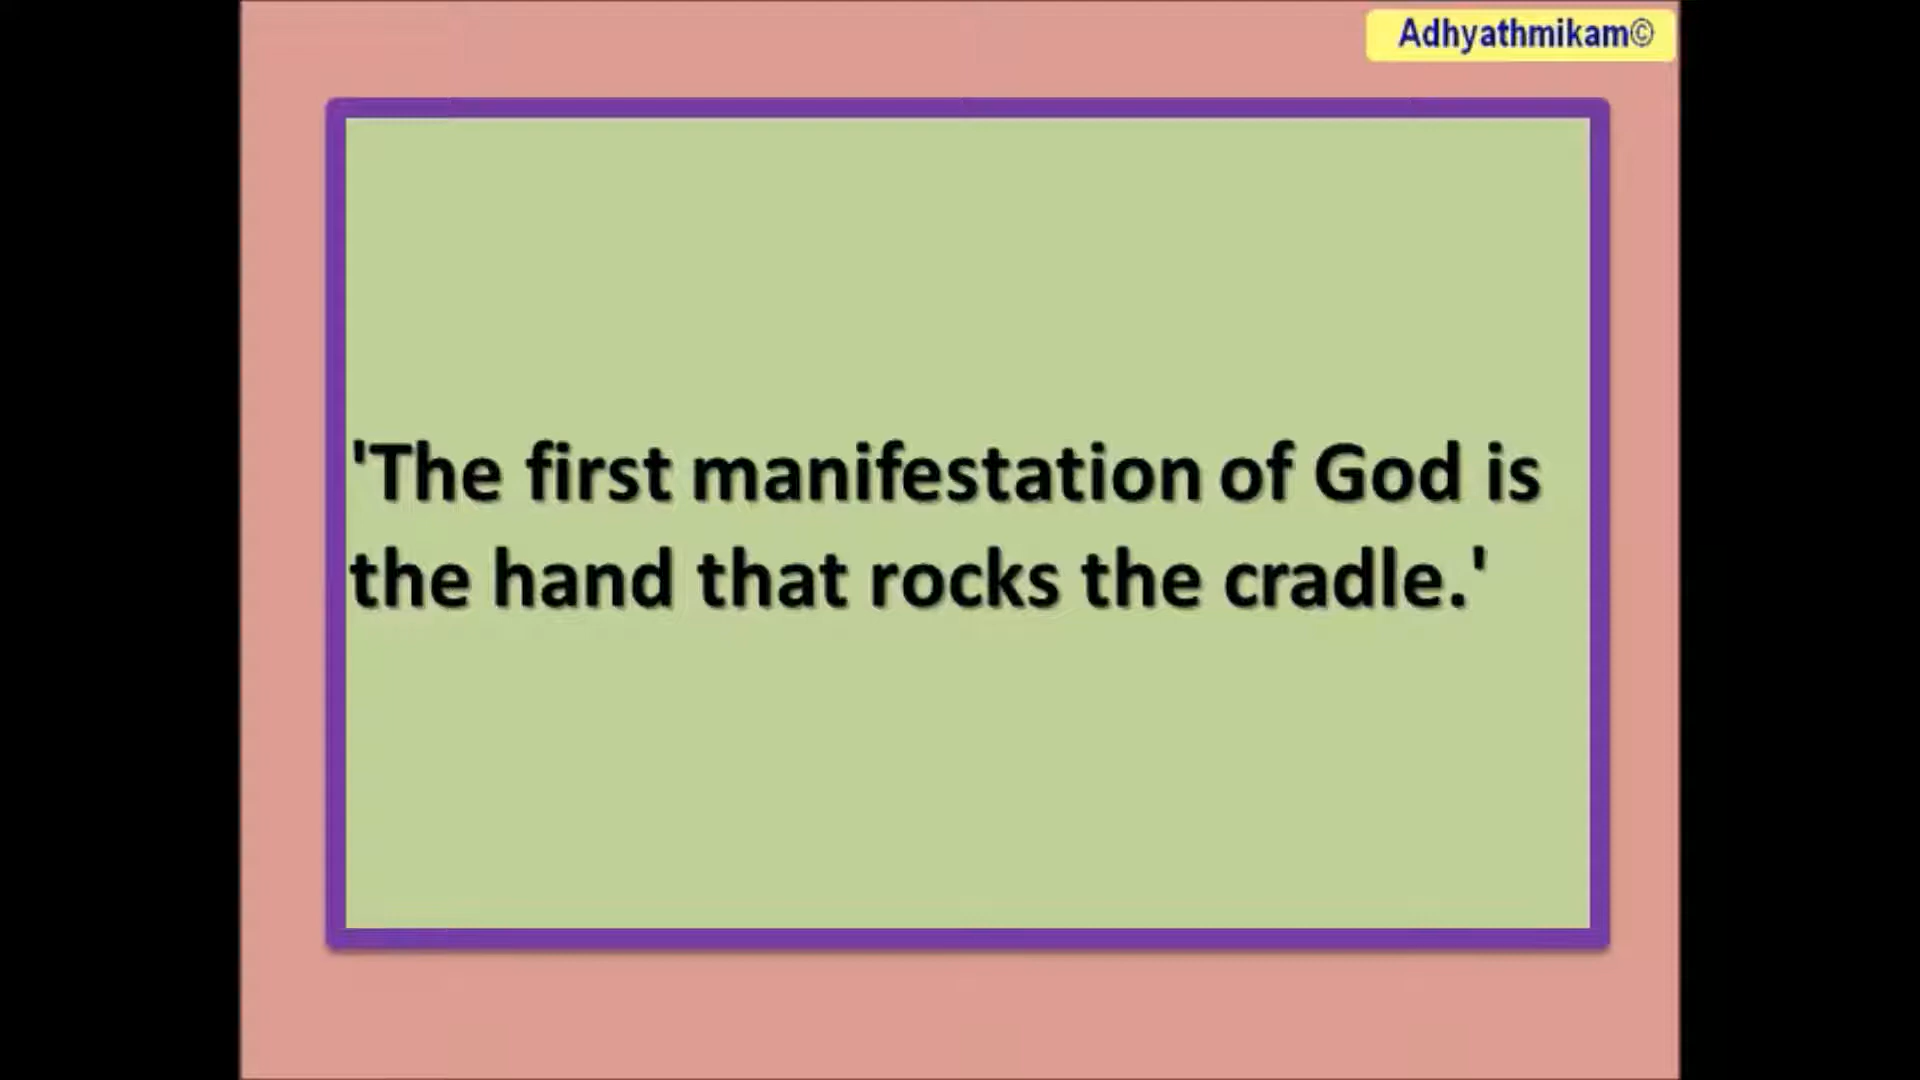 Adhyathmikam©
'The first manifestation of God is
the hand that rocks the cradle.'